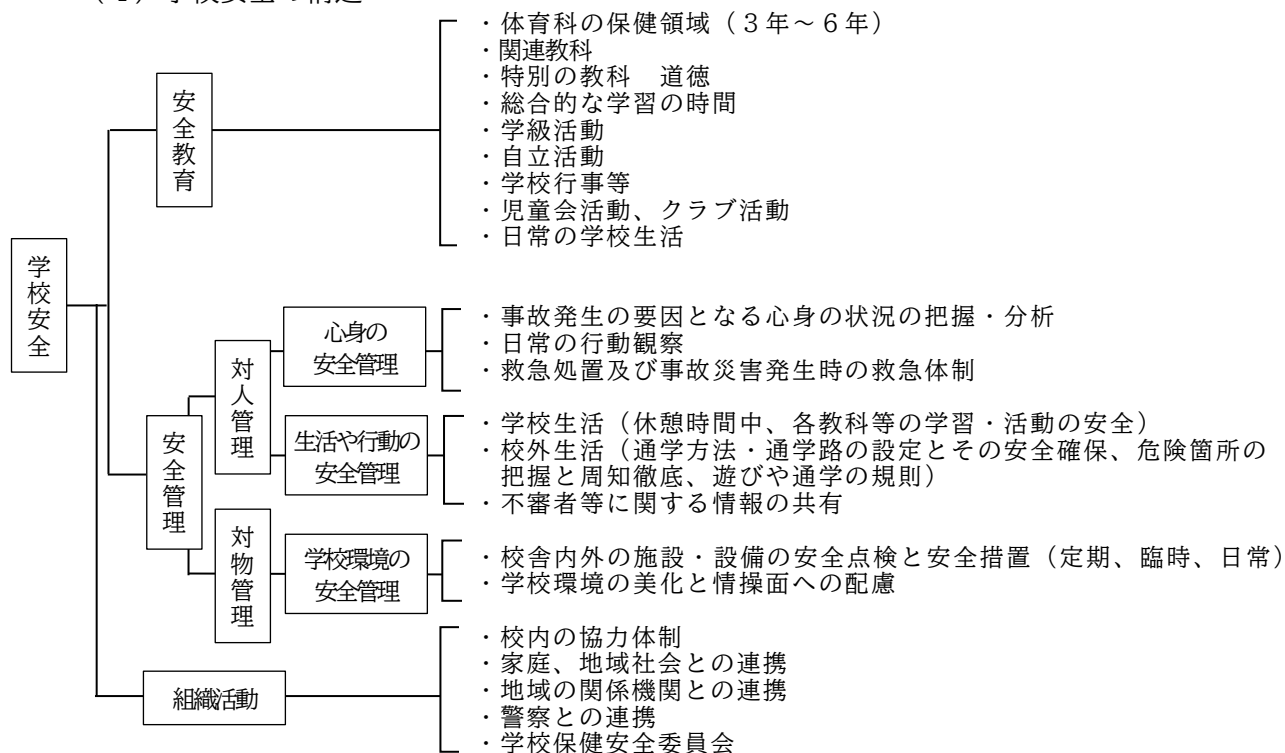 ・体育科の保健領域（３年～６年）
・関連教科
・特別の教科　道徳
・総合的な学習の時間
・学級活動
・自立活動
・学校行事等
・児童会活動、クラブ活動
・日常の学校生活
安全教育
学校安全
安全管理
対人管理
心身の
安全管理
・事故発生の要因となる心身の状況の把握・分析
・日常の行動観察
・救急処置及び事故災害発生時の救急体制
生活や行動の
安全管理
・学校生活（休憩時間中、各教科等の学習・活動の安全）
・校外生活（通学方法・通学路の設定とその安全確保、危険箇所の
把握と周知徹底、遊びや通学の規則）
・不審者等に関する情報の共有
対物管理
学校環境の
安全管理
・校舎内外の施設・設備の安全点検と安全措置（定期、臨時、日常）
・学校環境の美化と情操面への配慮
組織活動
・校内の協力体制
・家庭、地域社会との連携
・地域の関係機関との連携
・警察との連携
・学校保健安全委員会